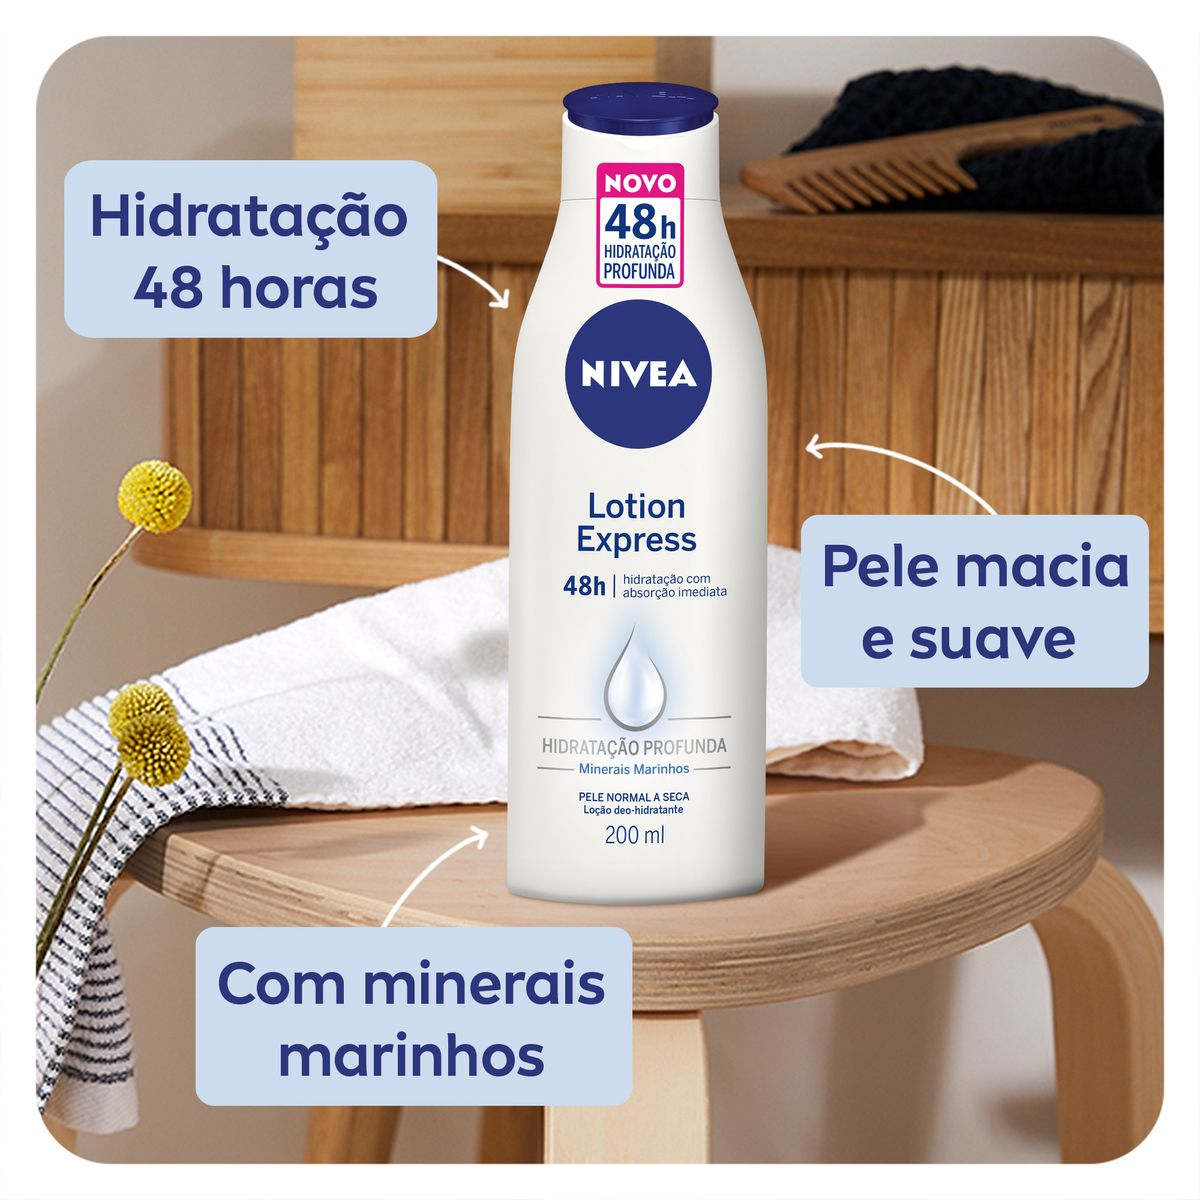 Hidratação
48 horas
NOVO
48h
HIDRATAÇÃO
PROFUNDA
NIVEA
Lotion
Express
48h
hidratação com
absorção imediata
Pele macia
e suave
HIDRATAÇÃO PROFUNDA
Minerais Marinhos
PELE NORMAL A SECA
Loção deo-hidratante
200 ml
Com minerais
marinhos